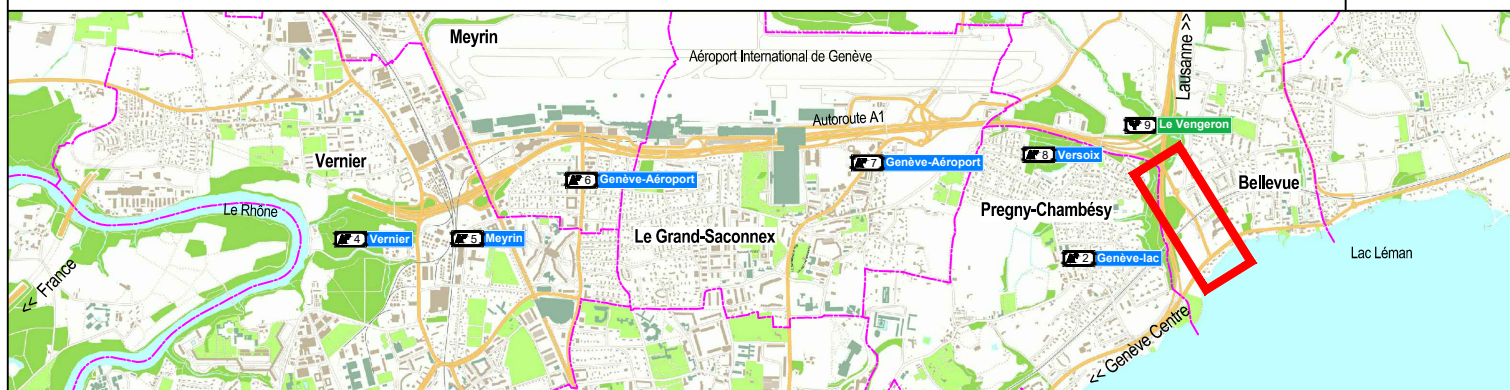 Meyrin
Aéroport International de Genève
Lausanne >>
Autoroute A1
9 Le Vengeron
Vernier
8 Versoix
7 Genève-Aéroport
6 Genève-Aéroport
Bellevue
Le Rhône
Pregny-Chambésy
4 Vernier
5 Meyrin
Le Grand-Saconnex
2 Genève-lac
Lac Léman
<< France
<< Genève Centre